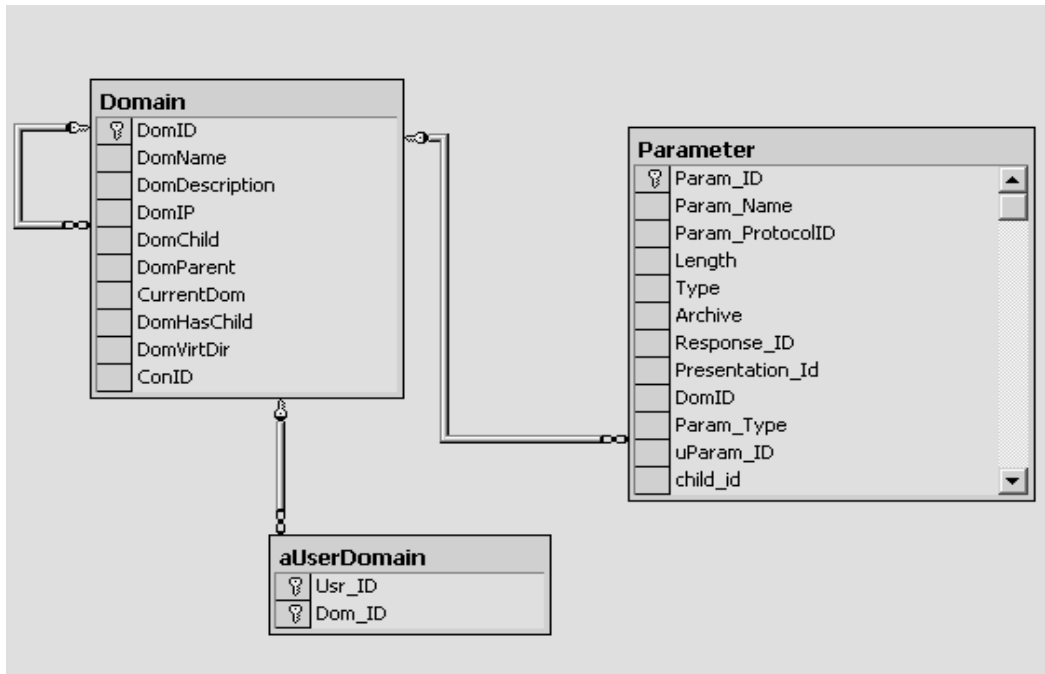 Domain
DomID
DomName
DomDescription
DomIP
DomChild
DomParent
CurrentDom
DomHasChild
DomVirtDir
ConID
Parameter
Param_ID
Param_Name
Param_ProtocolID
Length
Type
Archive
Response_ID
Presentation_Id
DomID
Param_Type
uParam_ID
child_id
aUserDomain
Usr_ID
Dom_ID